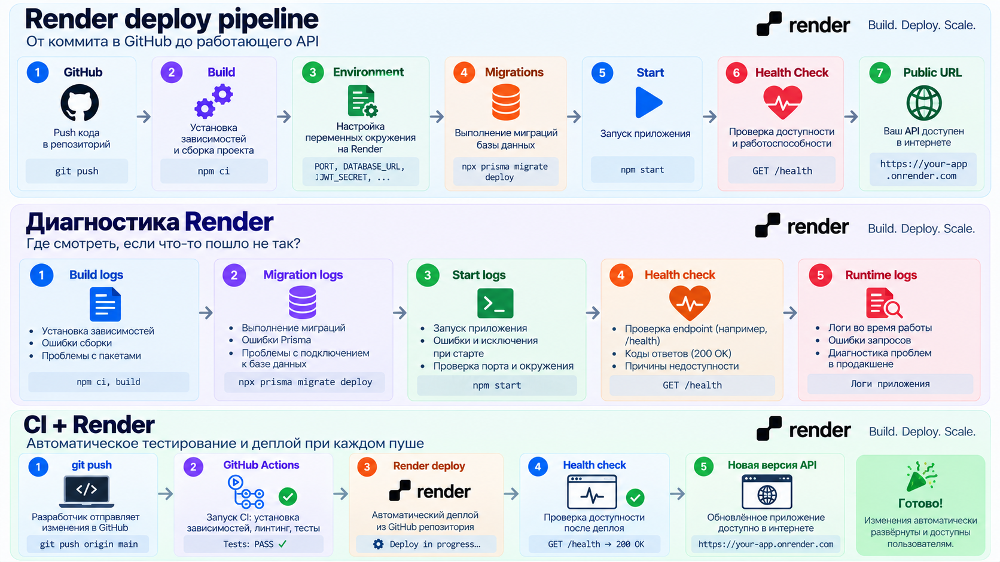 Render deploy pipeline
От коммита в GitHub до работающего API
render
Build. Deploy. Scale.
1 GitHub
Push кода
в репозиторий
git push
2 Build
Установка
зависимостей
и сборка проекта
npm ci
3 Environment
Настройка
переменных окружения
на Render
PORT, DATABASE_URL,
JWT_SECRET, ...
4 Migrations
Выполнение миграций
базы данных
npx prisma migrate
deploy
5 Start
Запуск приложения
npm start
6 Health Check
Проверка доступности
и работоспособности
GET /health
7 Public URL
Ваш API доступен
в интернете
https://your-app
.onrender.com
Диагностика Render
Где смотреть, если что-то пошло не так?
render
Build. Deploy. Scale.
1 Build logs
• Установка зависимостей
• Ошибки сборки
• Проблемы с пакетами
npm ci, build
2 Migration logs
• Выполнение миграций
• Ошибки Prisma
• Проблемы с подключением
к базе данных
npx prisma migrate deploy
3 Start logs
• Запуск приложения
• Ошибки и исключения
при старте
• Проверка порта и окружения
npm start
4 Health check
• Проверка endpoint (например,
/health)
• Коды ответов (200 OK)
• Причины недоступности
GET /health
5 Runtime logs
• Логи во время работы
• Ошибки запросов
• Диагностика проблем
в продакшене
Логи приложения
CI + Render
Автоматическое тестирование и деплой при каждом пуше
render
Build. Deploy. Scale.
1 git push
</>
Разработчик отправляет
изменения в GitHub
git push origin main
2 GitHub Actions
Запуск CI: установка
зависимостей, линтинг, тесты
Tests: PASS ✓
3 Render deploy
render
Автоматический деплой
из GitHub репозитория
Deploy in progress…
4 Health check
Проверка доступности
после деплоя
GET /health → 200 OK
5 Новая версия API
Обновлённое приложение
доступно в интернете
https://your-app.onrender.com
Готово!
Изменения автоматически
развёрнуты и доступны
пользователям.